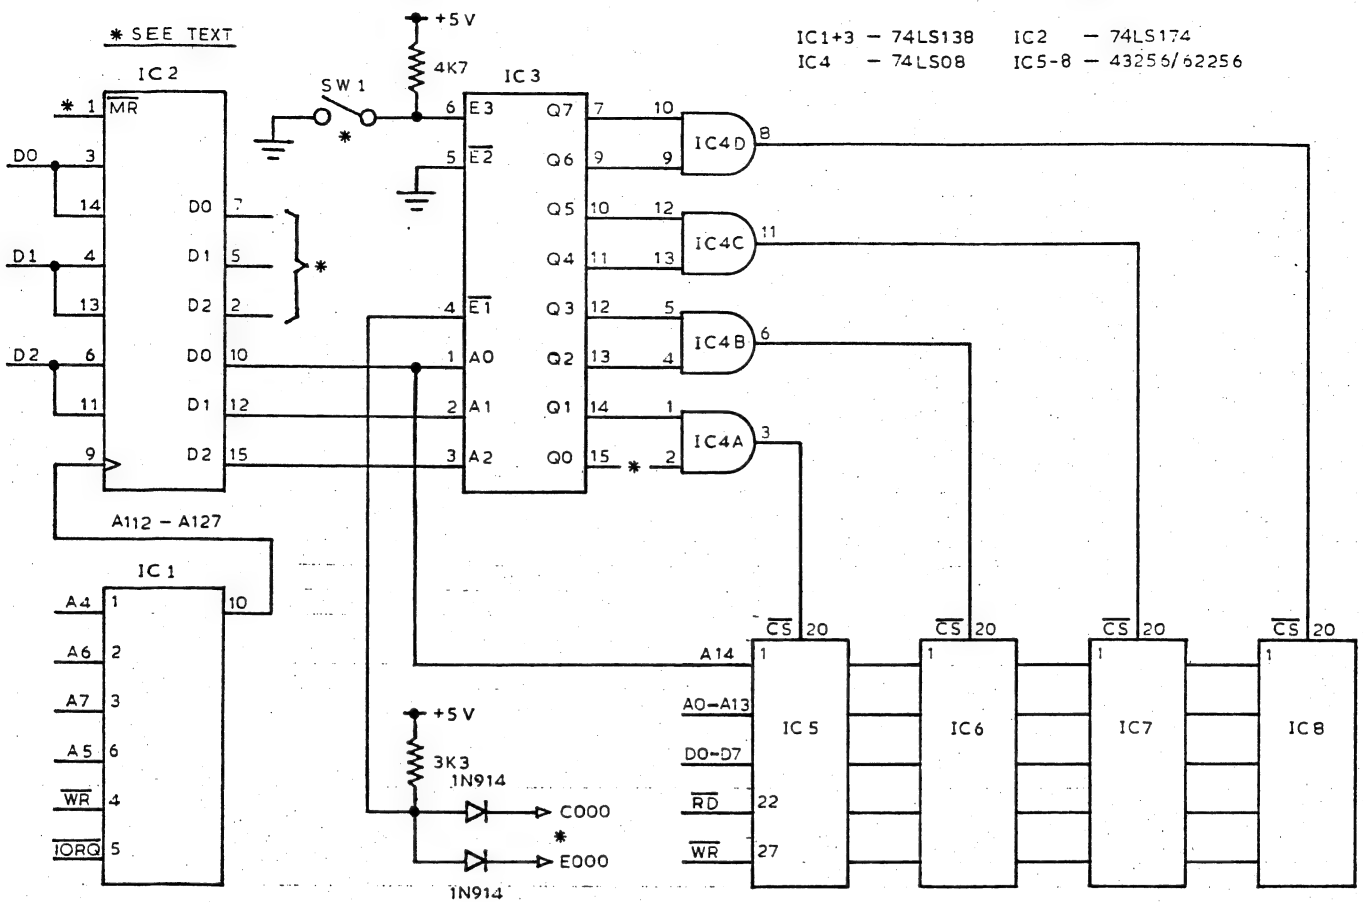 * SEE TEXT
+5V
IC1+3 – 74LS138 IC2 – 74LS174
IC4 – 74LS08 IC5-8 – 43256/62256
IC2
* 1 MR
D0 3
14
D1 4
13
D2 6
11
9
D0 7
D1 5
D2 2
*
D0 10
D1 12
D2 15
SW1
*
4K7
IC3
6 E3
5 E2
4 E1
1 A0
2 A1
3 A2
Q7 7 10
Q6 9 9
Q5 10 12
Q4 11 13
Q3 12 5
Q2 13 4
Q1 14 1
Q0 15 * 2
IC4D 8
IC4C 11
IC4B 6
IC4A 3
A112 – A127
IC1
A4 1
A6 2
A7 3
A5 6
WR 4
IORQ 5
10
+5V
3K3
1N914
C000
*
E000
1N914
CS 20
CS 20
CS 20
CS 20
A14 1
1
1
1
A0-A13
D0-D7
RD 22
WR 27
IC5
IC6
IC7
IC8